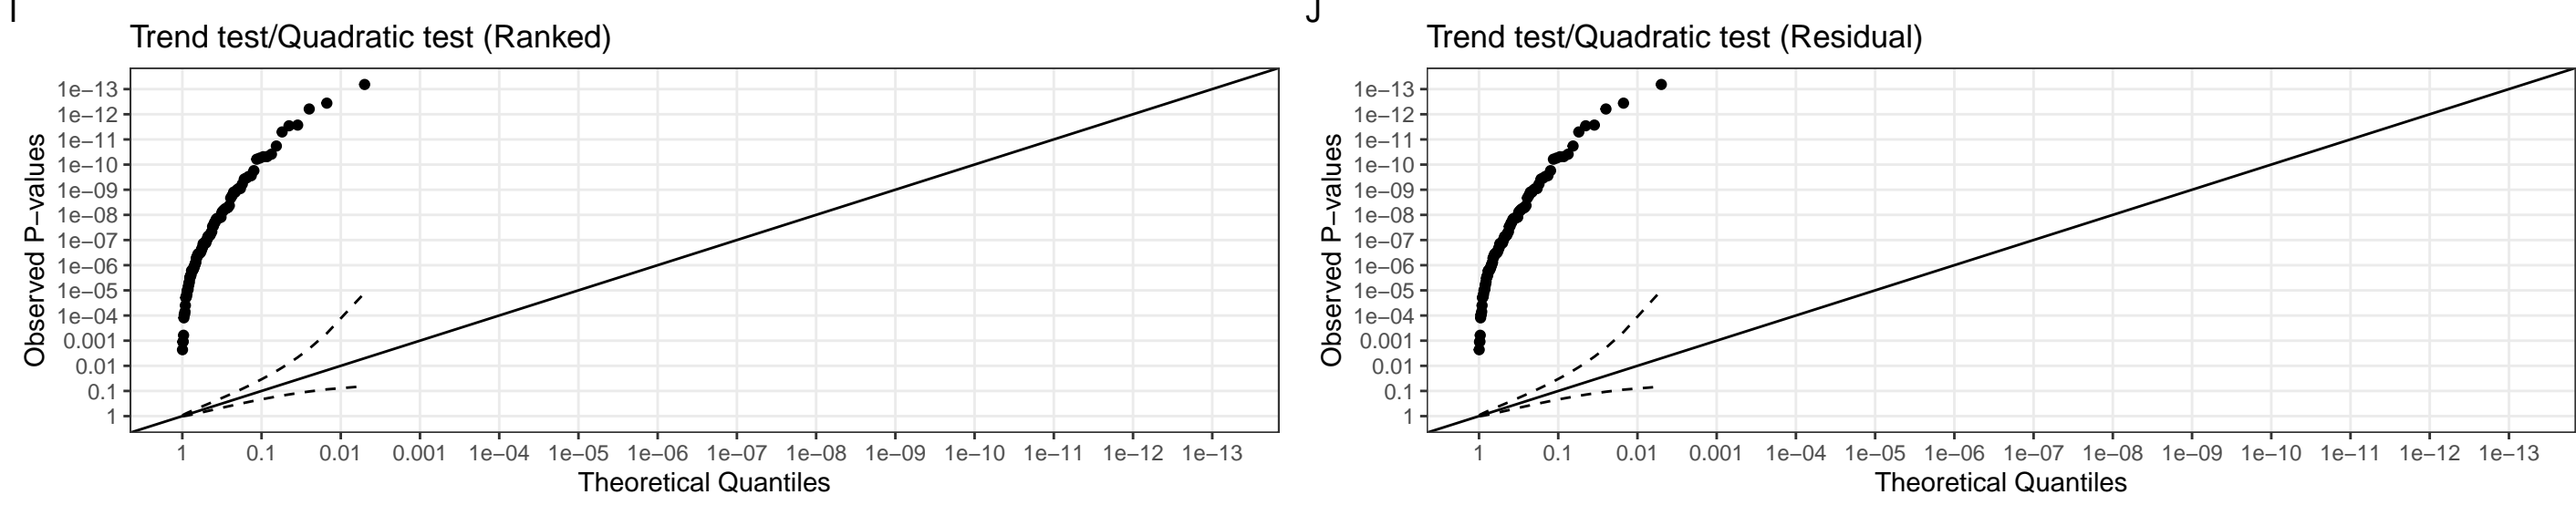 J
Trend test/Quadratic test (Ranked)
Trend test/Quadratic test (Residual)
Observed P−values
1e−13
1e−12
1e−11
1e−10
1e−09
1e−08
1e−07
1e−06
1e−05
1e−04
0.001
0.01
0.1
1
1 0.1 0.01 0.001 1e−04 1e−05 1e−06 1e−07 1e−08 1e−09 1e−10 1e−11 1e−12 1e−13
Theoretical Quantiles
Observed P−values
1e−13
1e−12
1e−11
1e−10
1e−09
1e−08
1e−07
1e−06
1e−05
1e−04
0.001
0.01
0.1
1
1 0.1 0.01 0.001 1e−04 1e−05 1e−06 1e−07 1e−08 1e−09 1e−10 1e−11 1e−12 1e−13
Theoretical Quantiles